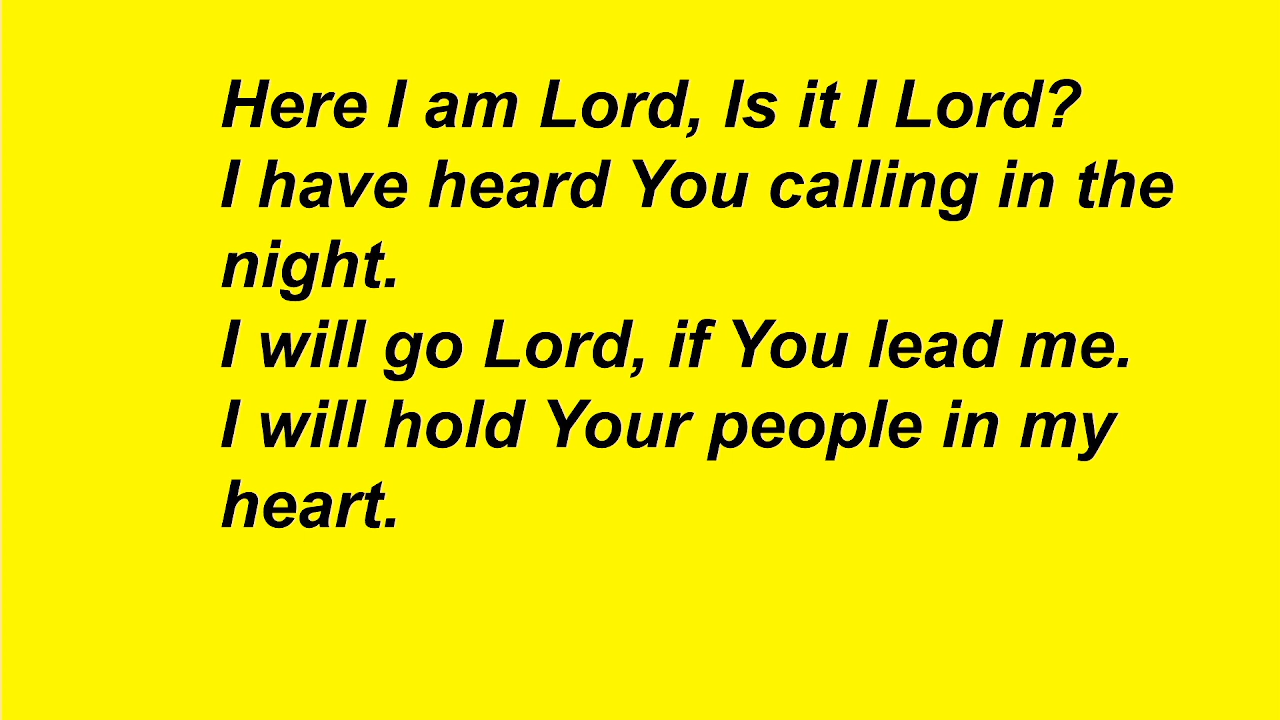 Here I am Lord, Is it I Lord?
I have heard You calling in the
night.
I will go Lord, if You lead me.
I will hold Your people in my
heart.